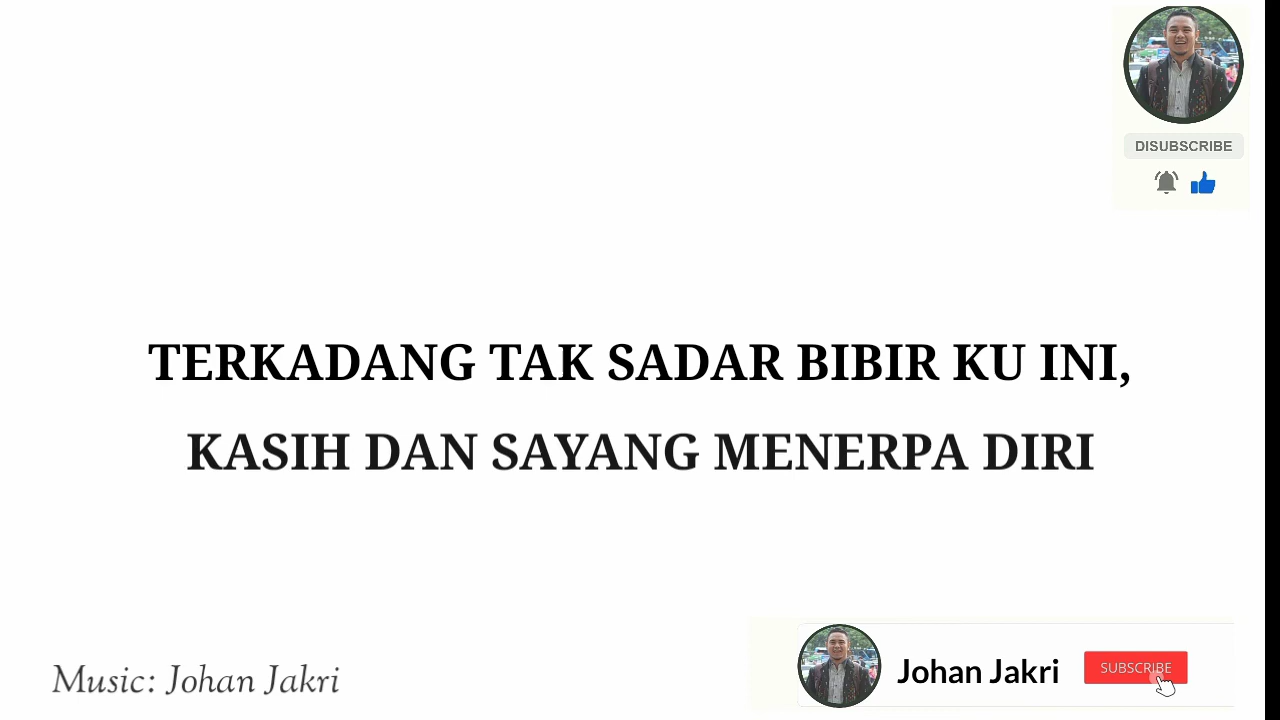 DISUBSCRIBE
TERKADANG TAK SADAR BIBIR KU INI,
KASIH DAN SAYANG MENERPA DIRI
Music: Johan Jakri
Johan Jakri
SUBSCRIBE